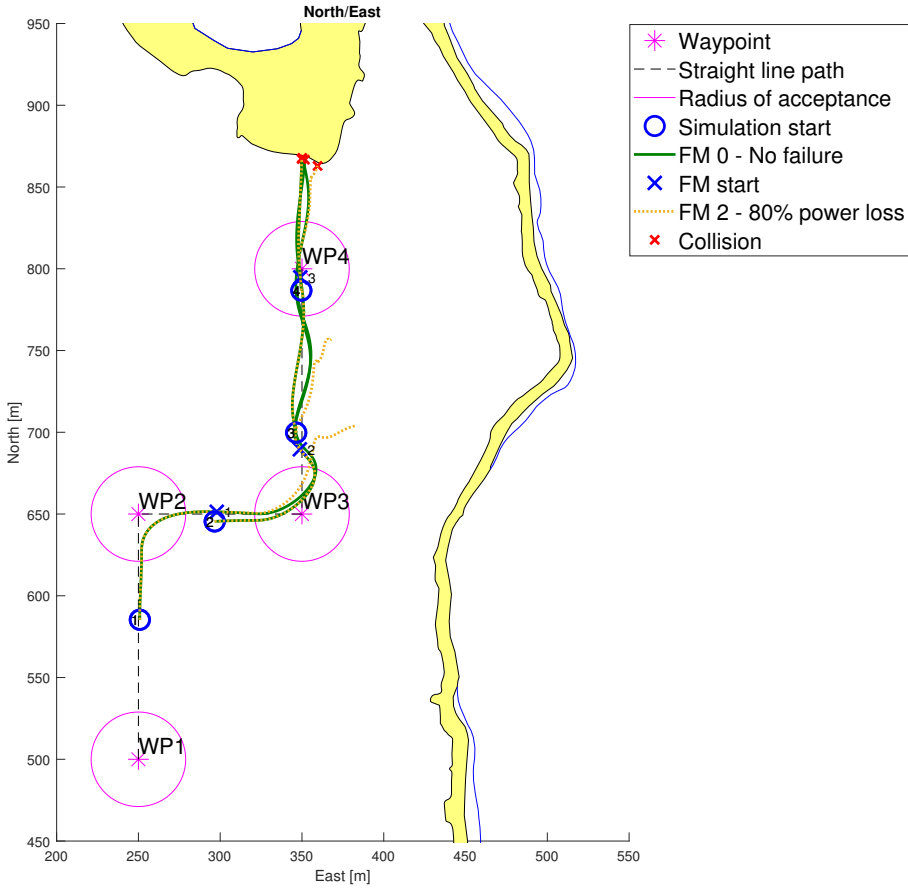 North/East
950
900
850
800
750
700
650
600
550
500
450
North [m]
WP4
3
4
3
2
WP2
WP3
1
2
1
WP1
200
250
300
350
400
450
500
550
East [m]
Waypoint
Straight line path
Radius of acceptance
Simulation start
FM 0 - No failure
FM start
FM 2 - 80% power loss
Collision